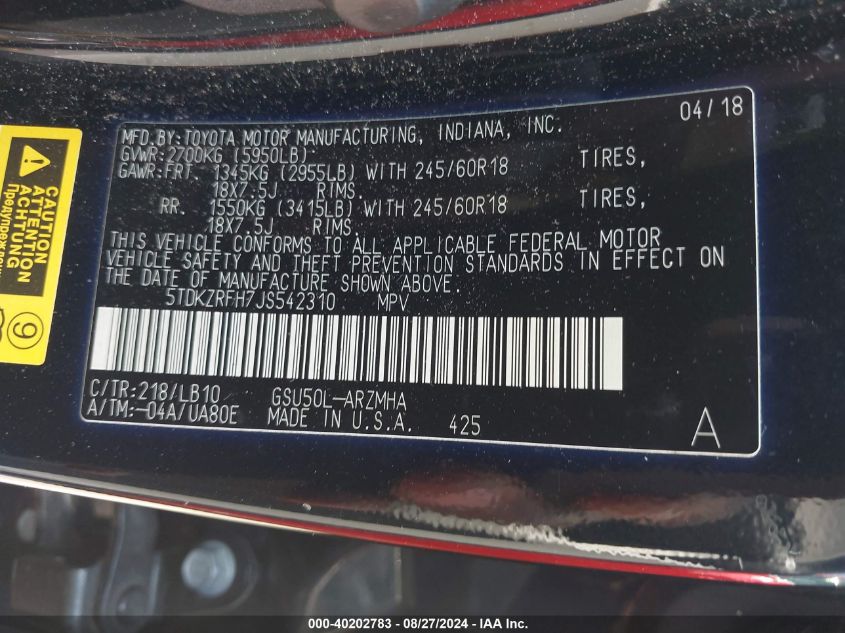 04/18
MFD.BY:TOYOTA MOTOR MANUFACTURING, INDIANA, INC.
GVWR:2700KG (5950LB)
GAWR:FRT. 1345KG (2955LB) WITH 245/60R18 TIRES,
18X7.5J RIMS.
RR. 1550KG (3415LB) WITH 245/60R18 TIRES,
18X7.5J RIMS.
THIS VEHICLE CONFORMS TO ALL APPLICABLE FEDERAL MOTOR
VEHICLE SAFETY AND THEFT PREVENTION STANDARDS IN EFFECT ON
THE DATE OF MANUFACTURE SHOWN ABOVE.
5TDKZRFH7JS542310 MPV
C/TR:218/LB10 GSU50L-ARZMHA
A/TM:-04A/UA80E MADE IN U.S.A. 425
A
CAUTION
ATTENTION
ACHTUNG
9
000-40202783 - 08/27/2024 - IAA Inc.